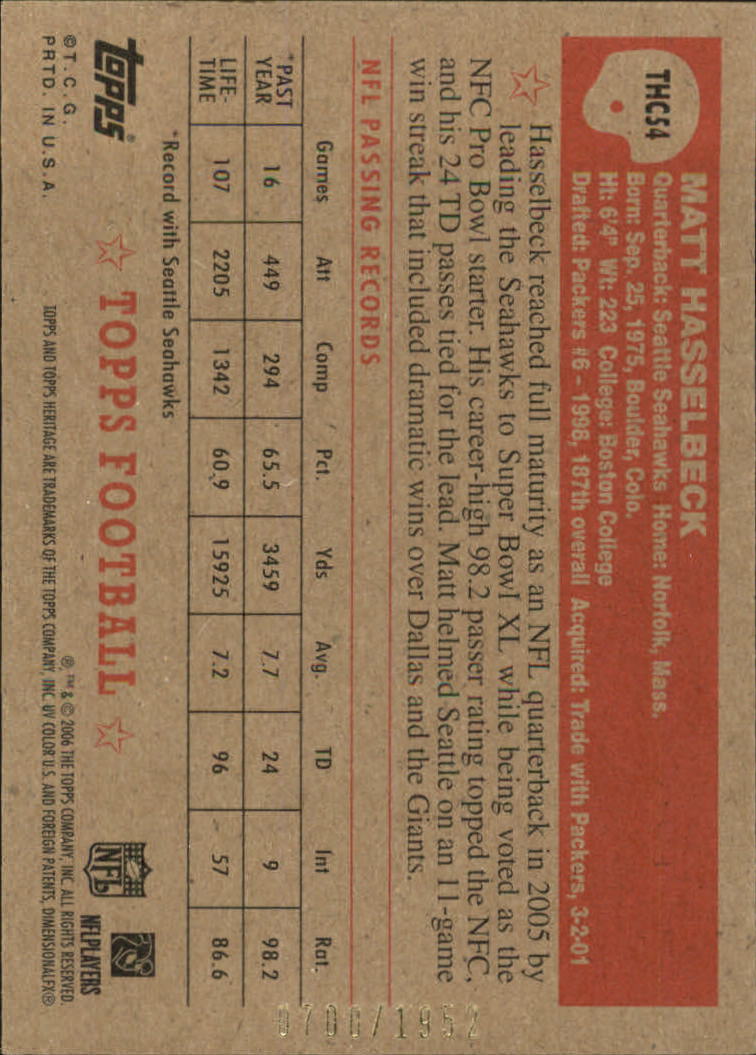 THC54
MATT HASSELBECK
Quarterback: Seattle Seahawks Home: Norfolk, Mass.
Born: Sep. 25, 1975, Boulder, Colo.
Ht: 6'4" Wt: 223 College: Boston College
Drafted: Packers #6 - 1998, 187th overall Acquired: Trade with Packers, 3-2-01
Hasselbeck reached full maturity as an NFL quarterback in 2005 by
leading the Seahawks to Super Bowl XL while being voted as the
NFC Pro Bowl starter. His career-high 98.2 passer rating topped the NFC,
and his 24 TD passes tied for the lead. Matt helmed Seattle on an 11-game
win streak that included dramatic wins over Dallas and the Giants.
NFL PASSING RECORDS
Games Att Comp Pct. Yds Avg. TD Int Rat.
*PAST YEAR 16 449 294 65.5 3459 7.7 24 9 98.2
LIFE-TIME 107 2205 1342 60.9 15925 7.2 96 57 86.6
*Record with Seattle Seahawks
0700/1952
topps®
TOPPS FOOTBALL
NFL
NFLPLAYERS
©T.C.G.
PRTD. IN U.S.A.
®, ™ & © 2006 THE TOPPS COMPANY, INC. ALL RIGHTS RESERVED.
TOPPS AND TOPPS HERITAGE ARE TRADEMARKS OF THE TOPPS COMPANY, INC. UV COLOR U.S. AND FOREIGN PATENTS, DIMENSIONALFX®